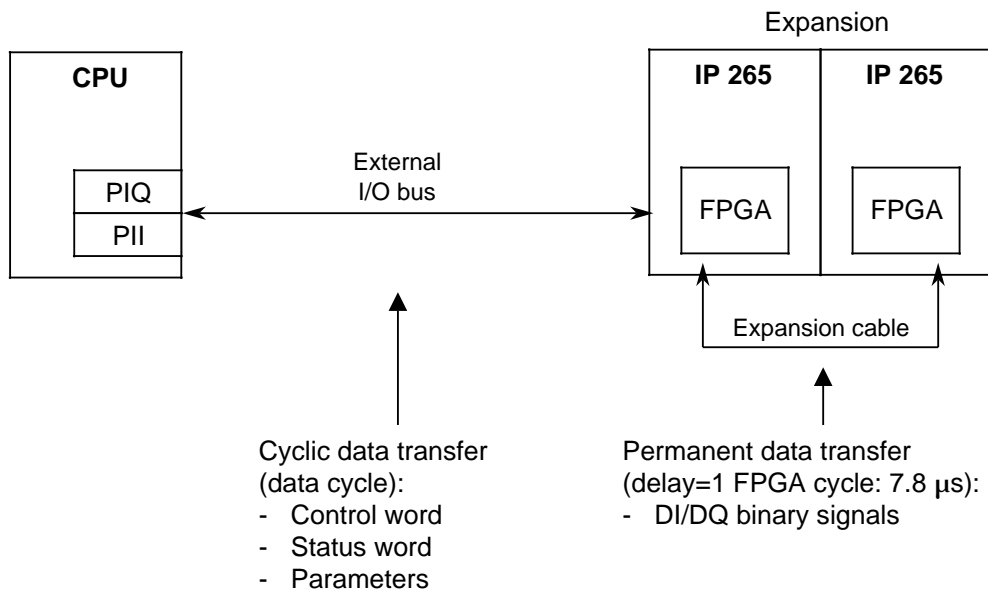 Expansion
CPU
IP 265
IP 265
External
I/O bus
PIQ
PII
FPGA
FPGA
Expansion cable
Cyclic data transfer
(data cycle):
- Control word
- Status word
- Parameters
Permanent data transfer
(delay=1 FPGA cycle: 7.8 μs):
- DI/DQ binary signals